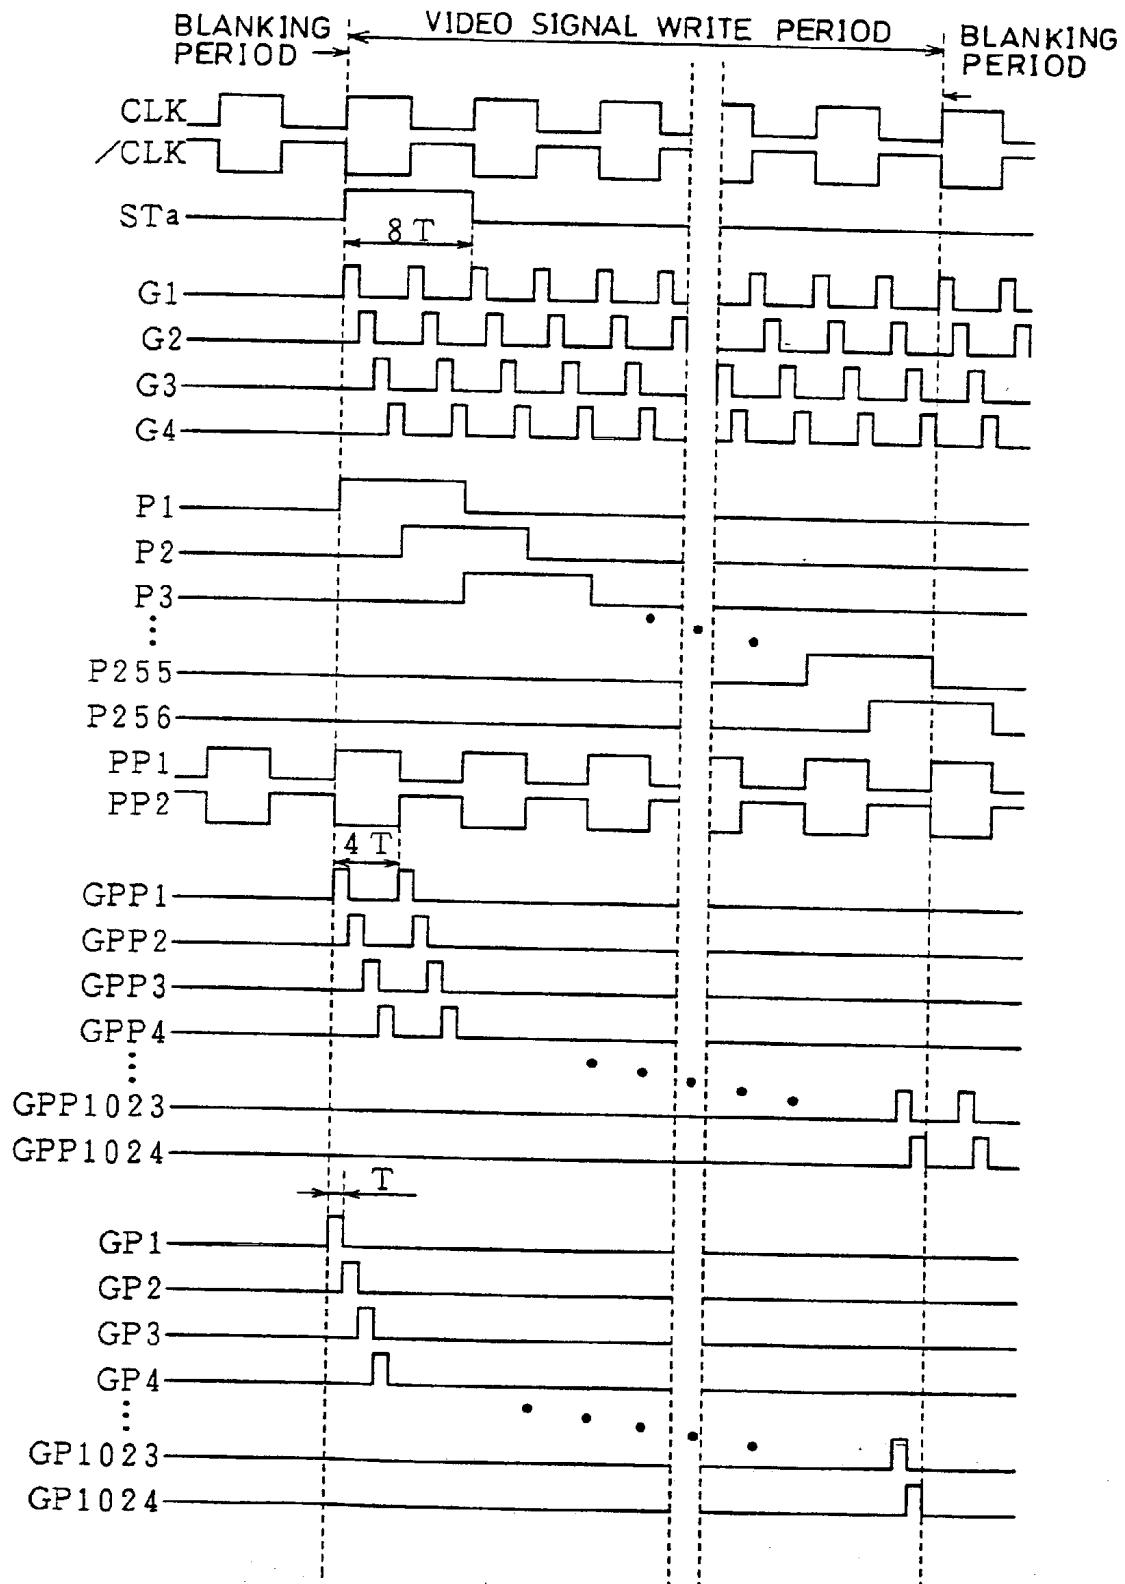 BLANKING PERIOD
VIDEO SIGNAL WRITE PERIOD
BLANKING PERIOD
CLK
/CLK
STa
8T
G1
G2
G3
G4
P1
P2
P3
P255
P256
PP1
PP2
4T
GPP1
GPP2
GPP3
GPP4
GPP1023
GPP1024
T
GP1
GP2
GP3
GP4
GP1023
GP1024